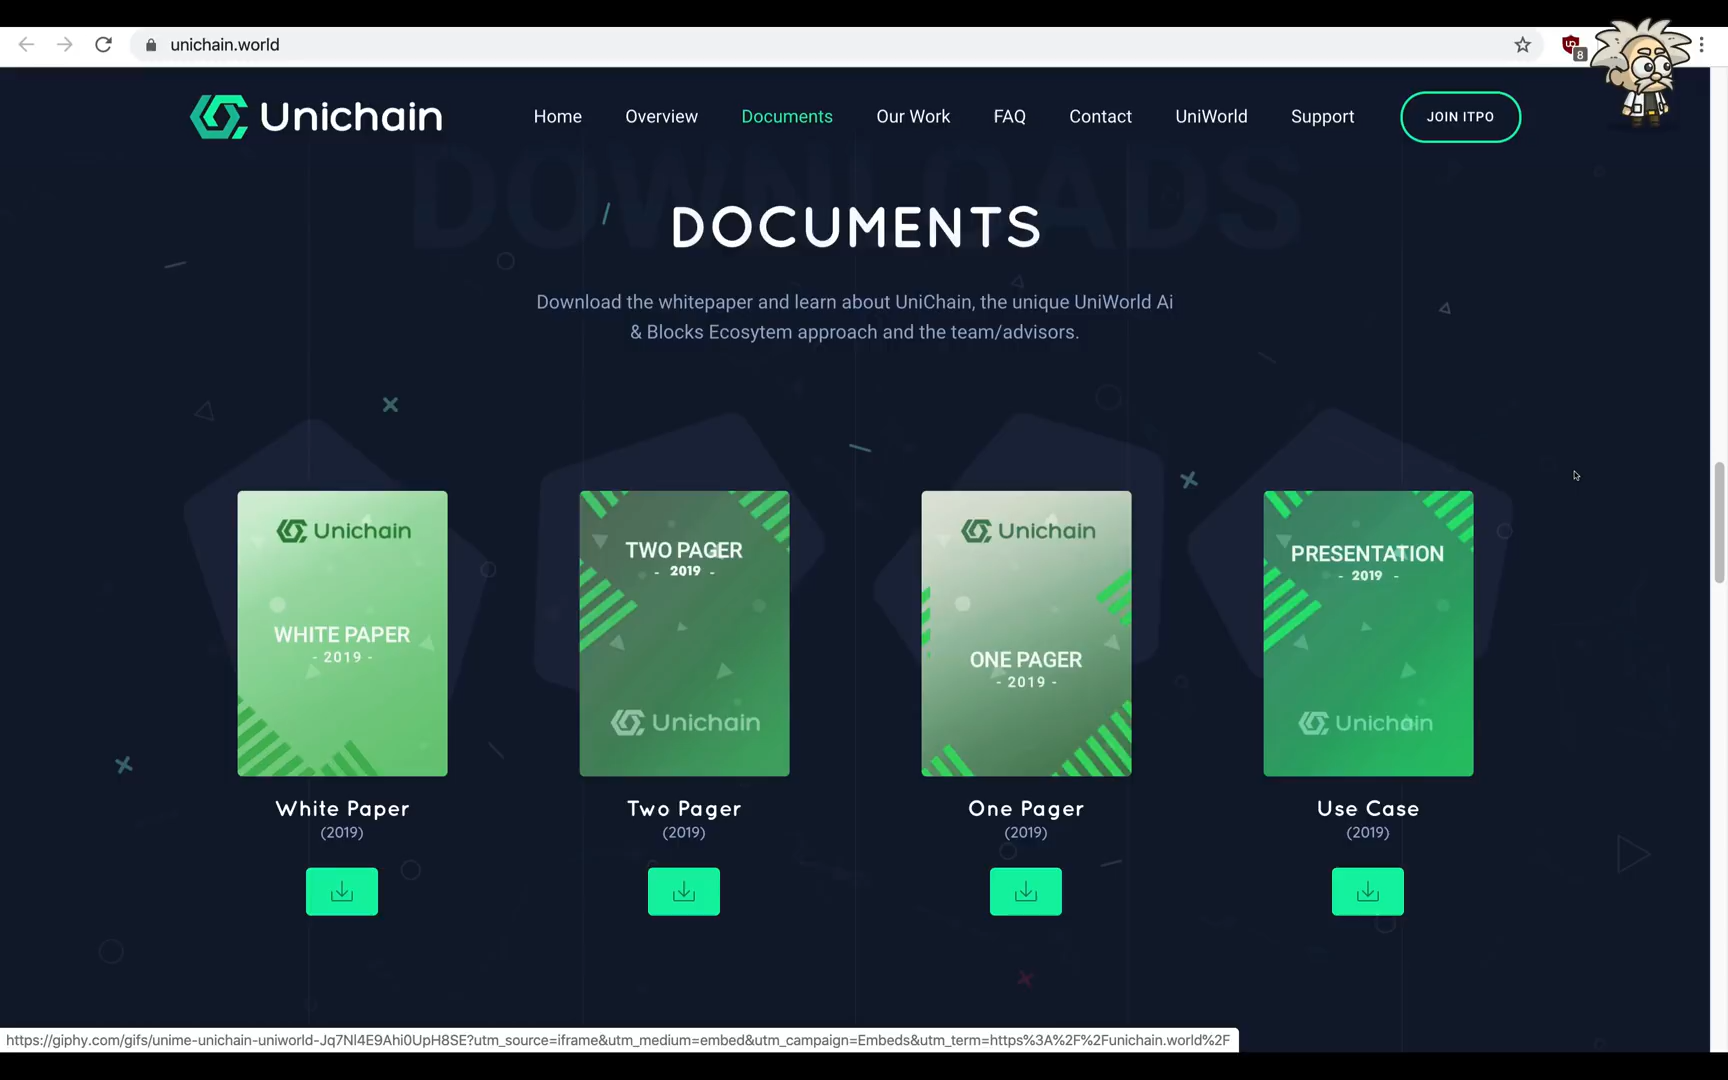 unichain.world
8
Unichain
Home
Overview
Documents
Our Work
FAQ
Contact
UniWorld
Support
JOIN ITPO
DOWNLOADS
DOCUMENTS
Download the whitepaper and learn about UniChain, the unique UniWorld Ai
& Blocks Ecosytem approach and the team/advisors.
Unichain
WHITE PAPER
- 2019 -
TWO PAGER
- 2019 -
Unichain
Unichain
ONE PAGER
- 2019 -
PRESENTATION
- 2019 -
Unichain
White Paper
(2019)
Two Pager
(2019)
One Pager
(2019)
Use Case
(2019)
https://giphy.com/gifs/unime-unichain-uniworld-Jq7Nl4E9Ahi0UpH8SE?utm_source=iframe&utm_medium=embed&utm_campaign=Embeds&utm_term=https%3A%2F%2Funichain.world%2F